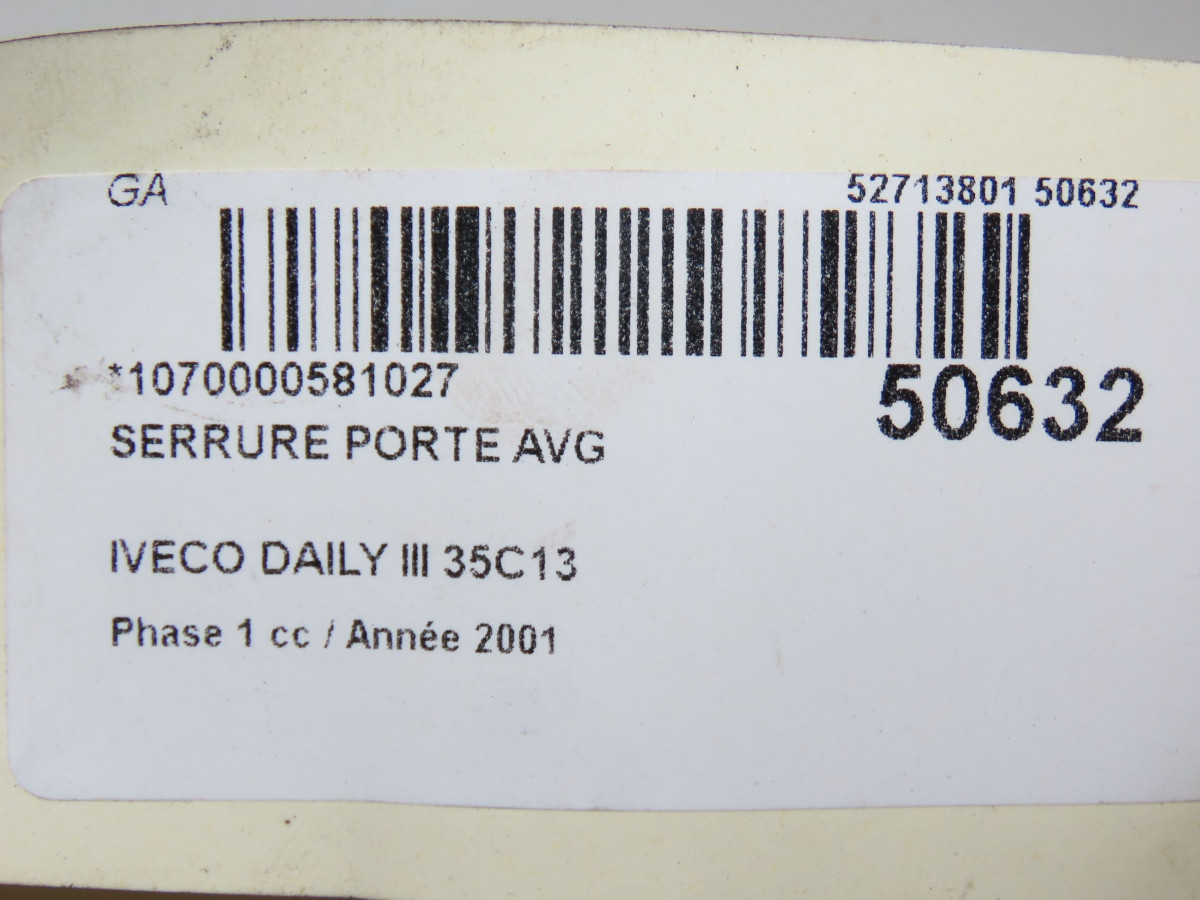 GA 52713801 50632
*1070000581027
50632
SERRURE PORTE AVG
IVECO DAILY III 35C13
Phase 1 cc / Année 2001